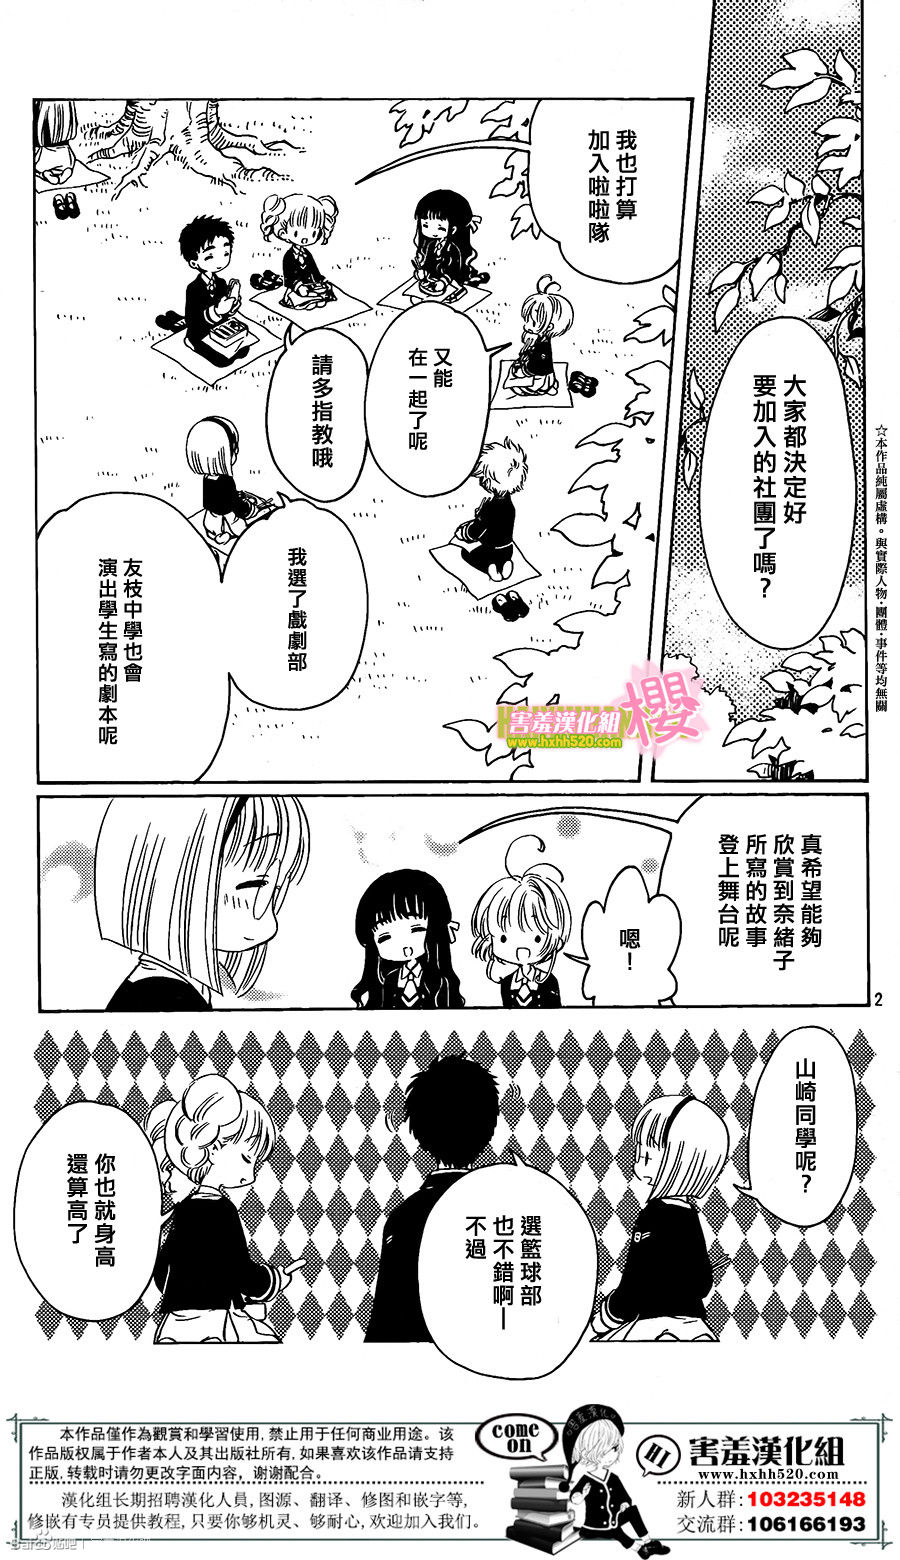 大家都決定好
要加入的社團了嗎？
☆本作品純屬虛構。與實際人物・團體・事件等均無關
我也打算
加入啦啦隊
又能
在一起了呢
請多指教哦
我選了戲劇部
友枝中學也會
演出學生寫的劇本呢
害羞漢化組
www.hxhh520.com
櫻
真希望能夠
欣賞到奈緒子
所寫的故事
登上舞台呢
嗯！
2
山崎同學呢？
選籃球部
也不錯啊—
不過
你也就身高
還算高了
本作品僅作為觀賞和學習使用，禁止用于任何商业用途。该
作品版权属于作者本人及其出版社所有，如果喜欢该作品请支持
正版，转载时请勿更改字面内容，谢谢配合。
汉化组长期招聘漢化人員，图源、翻译、修图和嵌字等，
修嵌有专员提供教程，只要你够机灵、够耐心，欢迎加入我们。
come
on
害羞漢化
HI
害羞漢化組
www.hxhh520.com
新人群：103235148
交流群：106166193